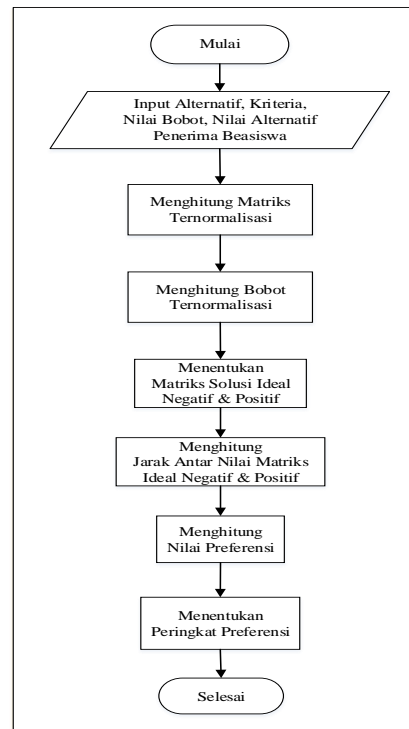 Mulai
Input Alternatif, Kriteria,
Nilai Bobot, Nilai Alternatif
Penerima Beasiswa
Menghitung Matriks
Ternormalisasi
Menghitung Bobot
Ternormalisasi
Menentukan
Matriks Solusi Ideal
Negatif & Positif
Menghitung
Jarak Antar Nilai Matriks
Ideal Negatif & Positif
Menghitung
Nilai Preferensi
Menentukan
Peringkat Preferensi
Selesai